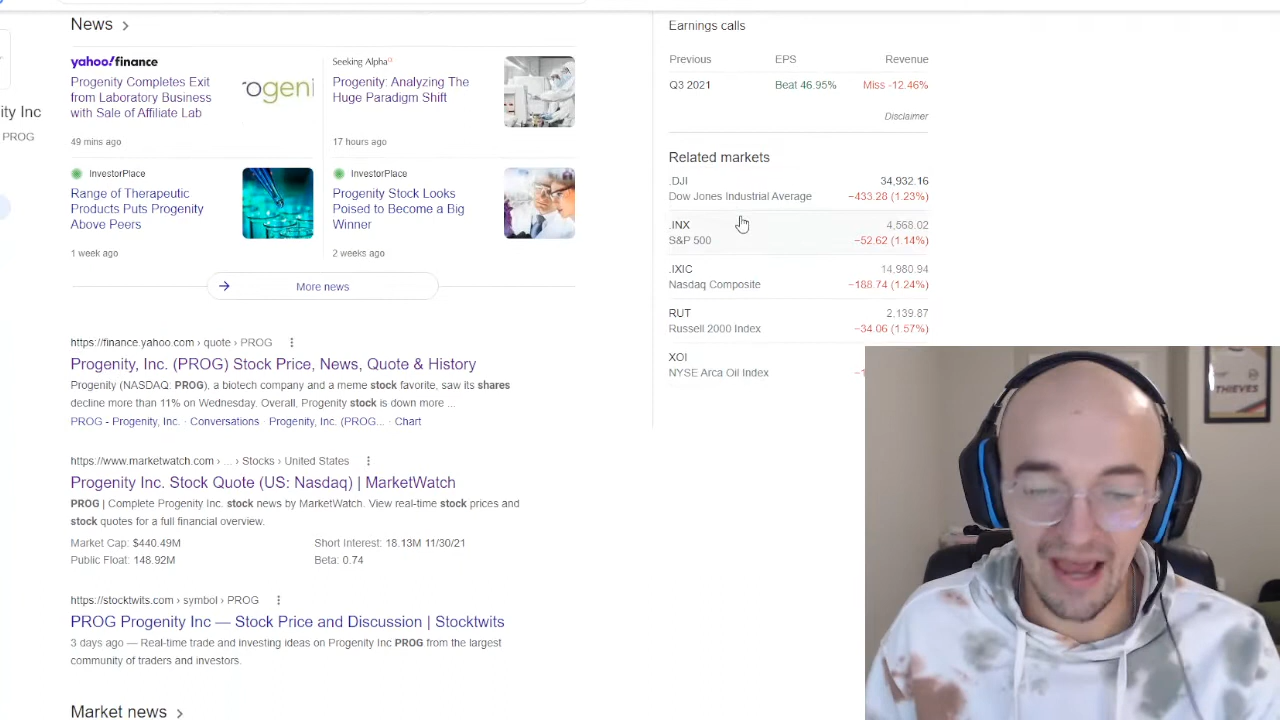 News
yahoo!finance
Progenity Completes Exit
from Laboratory Business
with Sale of Affiliate Lab
ogeni
49 mins ago
Seeking Alpha
Progenity: Analyzing The
Huge Paradigm Shift
17 hours ago
InvestorPlace
Range of Therapeutic
Products Puts Progenity
Above Peers
1 week ago
InvestorPlace
Progenity Stock Looks
Poised to Become a Big
Winner
2 weeks ago
More news
ity Inc
PROG
https://finance.yahoo.com › quote › PROG
Progenity, Inc. (PROG) Stock Price, News, Quote & History
Progenity (NASDAQ: PROG), a biotech company and a meme stock favorite, saw its shares
decline more than 11% on Wednesday. Overall, Progenity stock is down more ...
PROG - Progenity, Inc. · Conversations · Progenity, Inc. (PROG... · Chart
https://www.marketwatch.com › ... › Stocks › United States
Progenity Inc. Stock Quote (US: Nasdaq) | MarketWatch
PROG | Complete Progenity Inc. stock news by MarketWatch. View real-time stock prices and
stock quotes for a full financial overview.
Market Cap: $440.49M Short Interest: 18.13M 11/30/21
Public Float: 148.92M Beta: 0.74
https://stocktwits.com › symbol › PROG
PROG Progenity Inc — Stock Price and Discussion | Stocktwits
3 days ago — Real-time trade and investing ideas on Progenity Inc PROG from the largest
community of traders and investors.
Market news
Earnings calls
Previous EPS Revenue
Q3 2021 Beat 46.95% Miss -12.46%
Disclaimer
Related markets
.DJI 34,932.16
Dow Jones Industrial Average −433.28 (1.23%)
.INX 4,568.02
S&P 500 −52.62 (1.14%)
.IXIC 14,980.94
Nasdaq Composite −188.74 (1.24%)
RUT 2,139.87
Russell 2000 Index −34.06 (1.57%)
XOI
NYSE Arca Oil Index
THIEVES